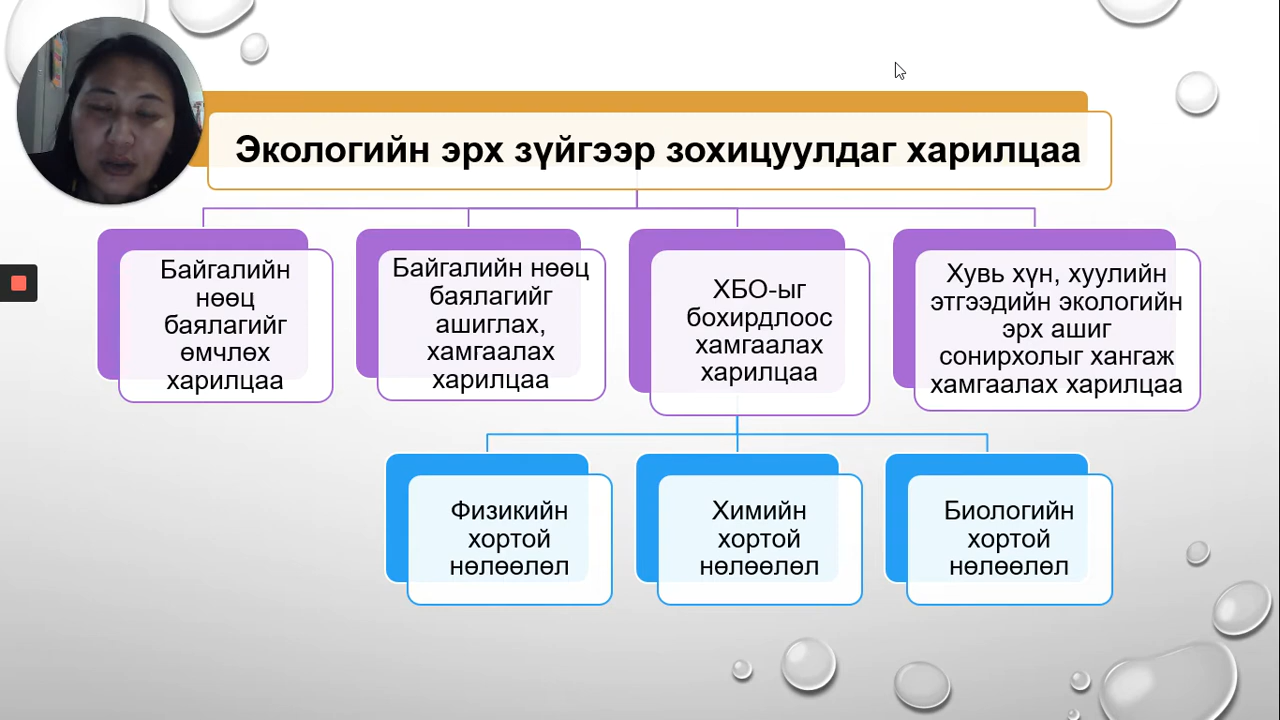 Экологийн эрх зүйгээр зохицуулдаг харилцаа
Байгалийн
нөөц
баялагийг
өмчлөх
харилцаа
Байгалийн нөөц
баялагийг
ашиглах,
хамгаалах
харилцаа
ХБО-ыг
бохирдлоос
хамгаалах
харилцаа
Хувь хүн, хуулийн
этгээдийн экологийн
эрх ашиг
сонирхолыг хангаж
хамгаалах харилцаа
Физикийн
хортой
нөлөөлөл
Химийн
хортой
нөлөөлөл
Биологийн
хортой
нөлөөлөл